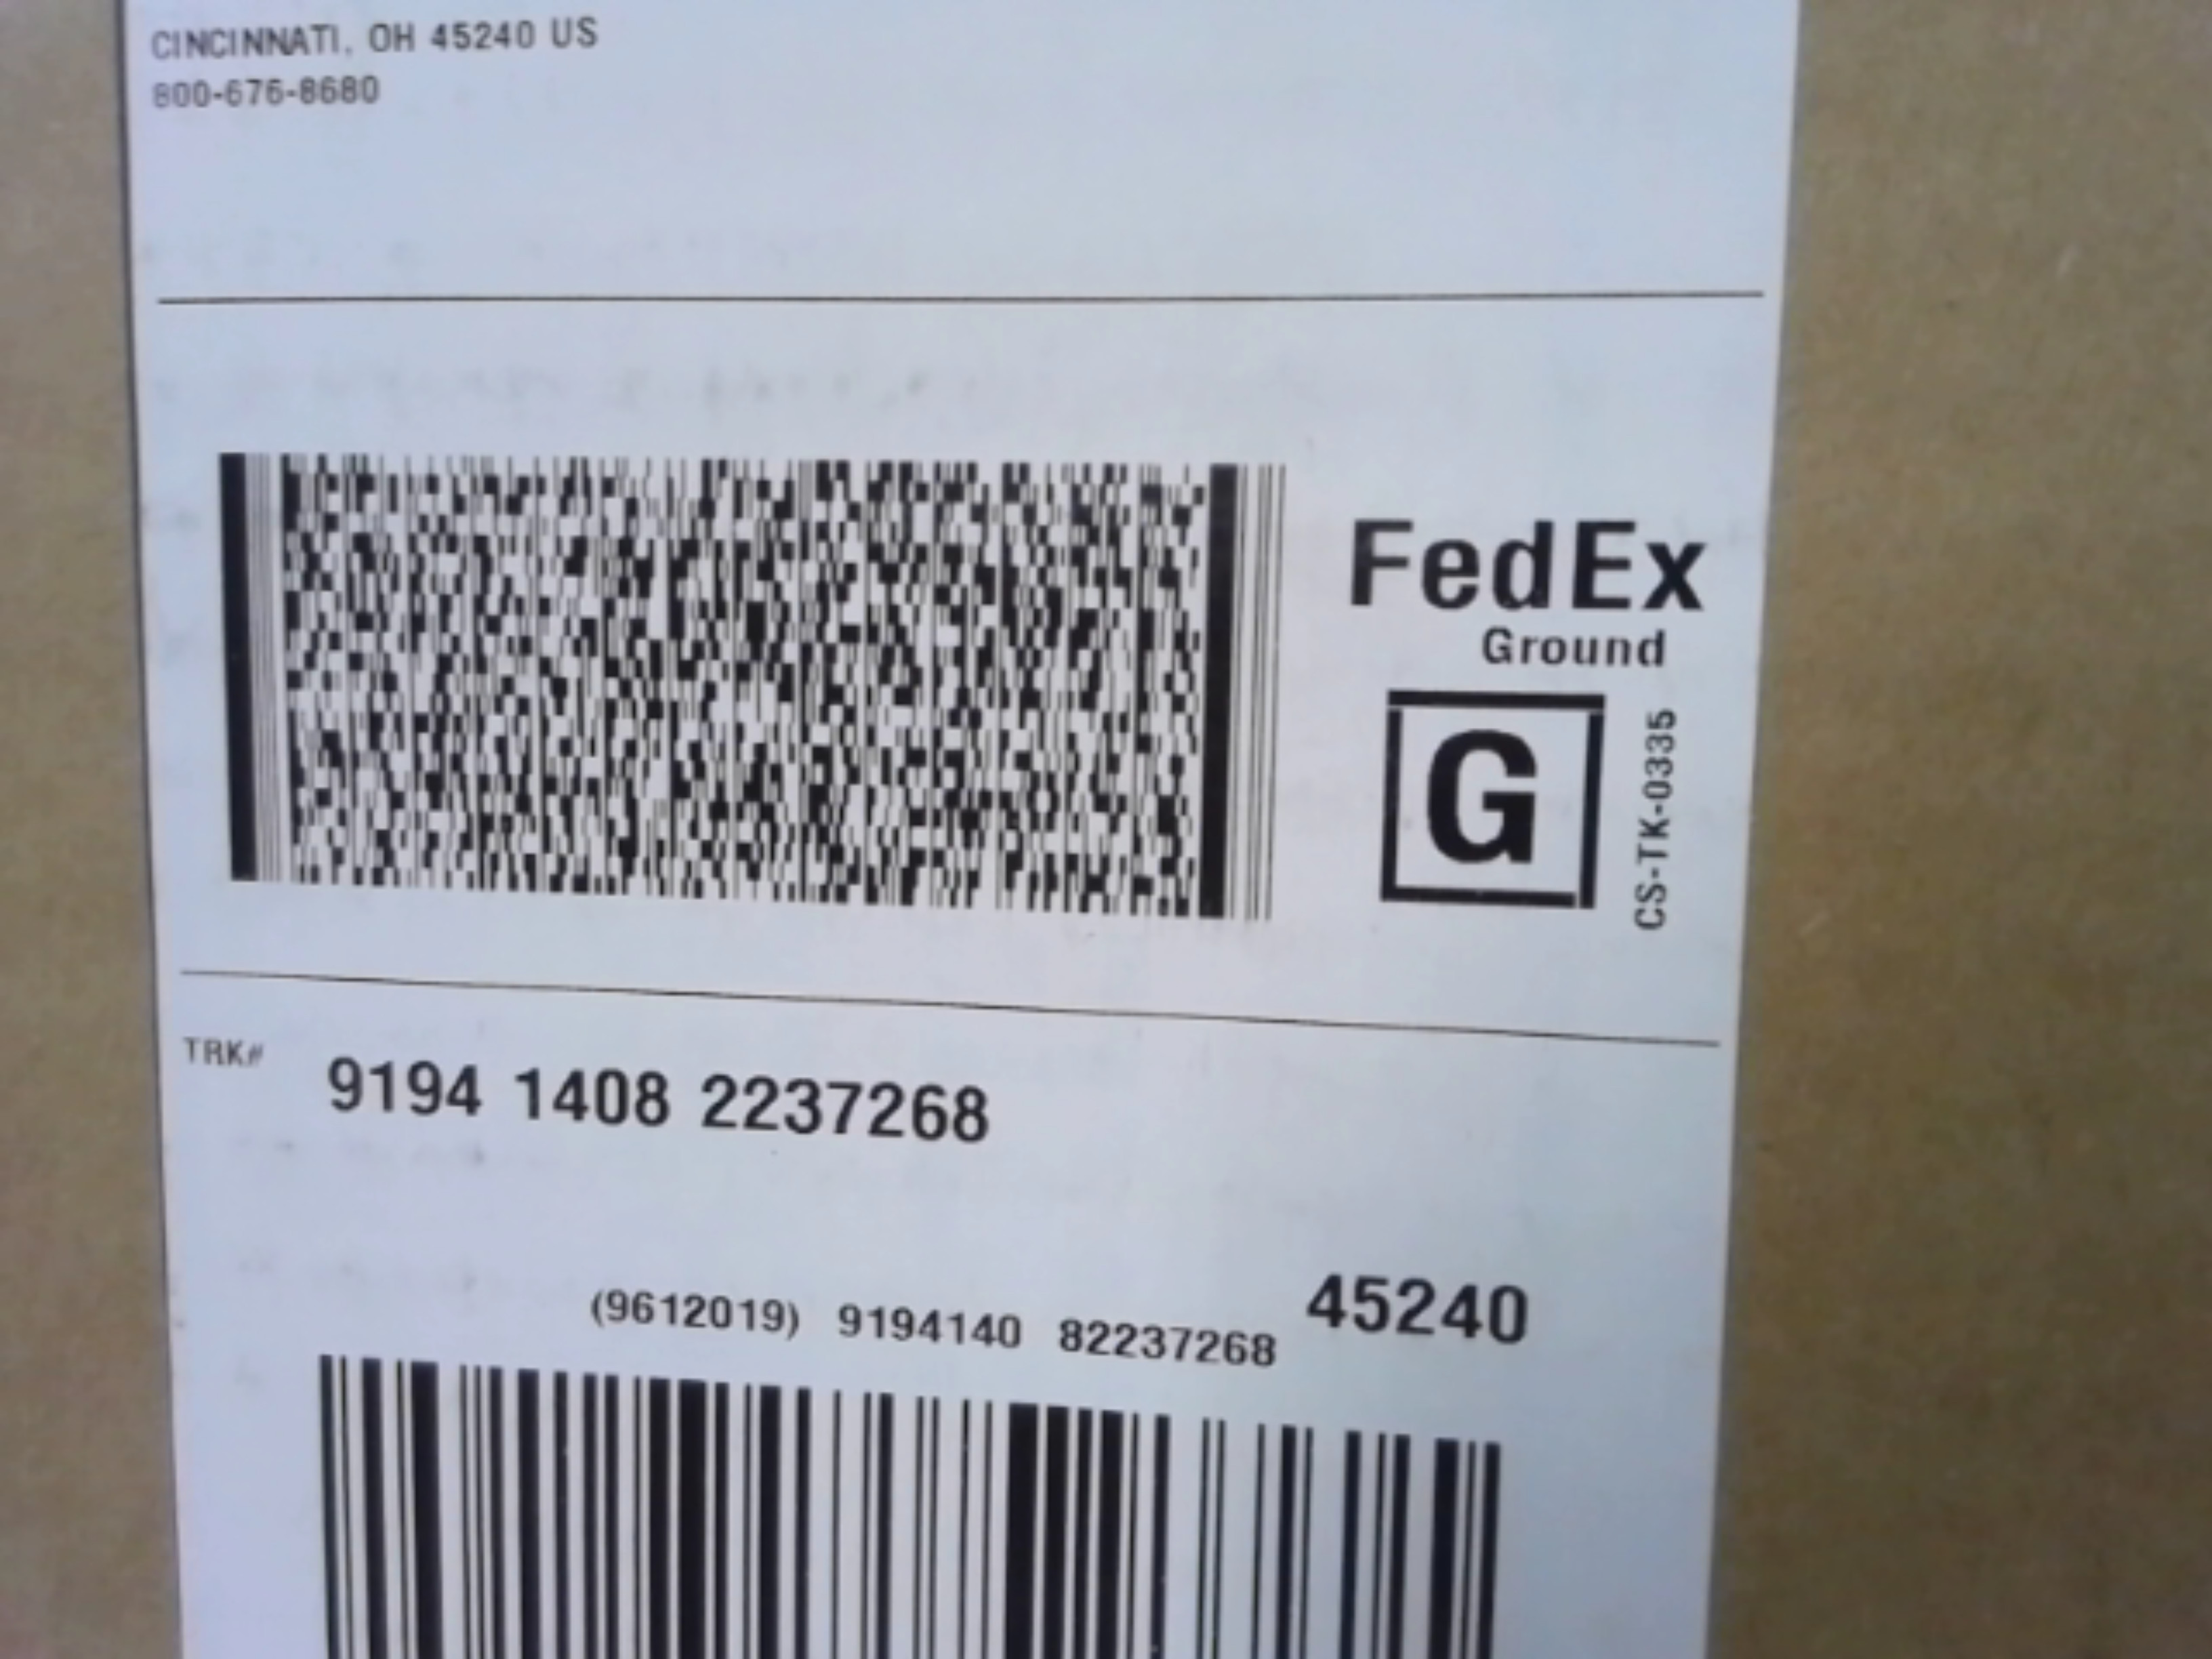 CINCINNATI, OH 45240 US
800-676-8680
FedEx
Ground
G
CS-TK-0335
TRK#
9194 1408 2237268
(9612019) 9194140 82237268
45240